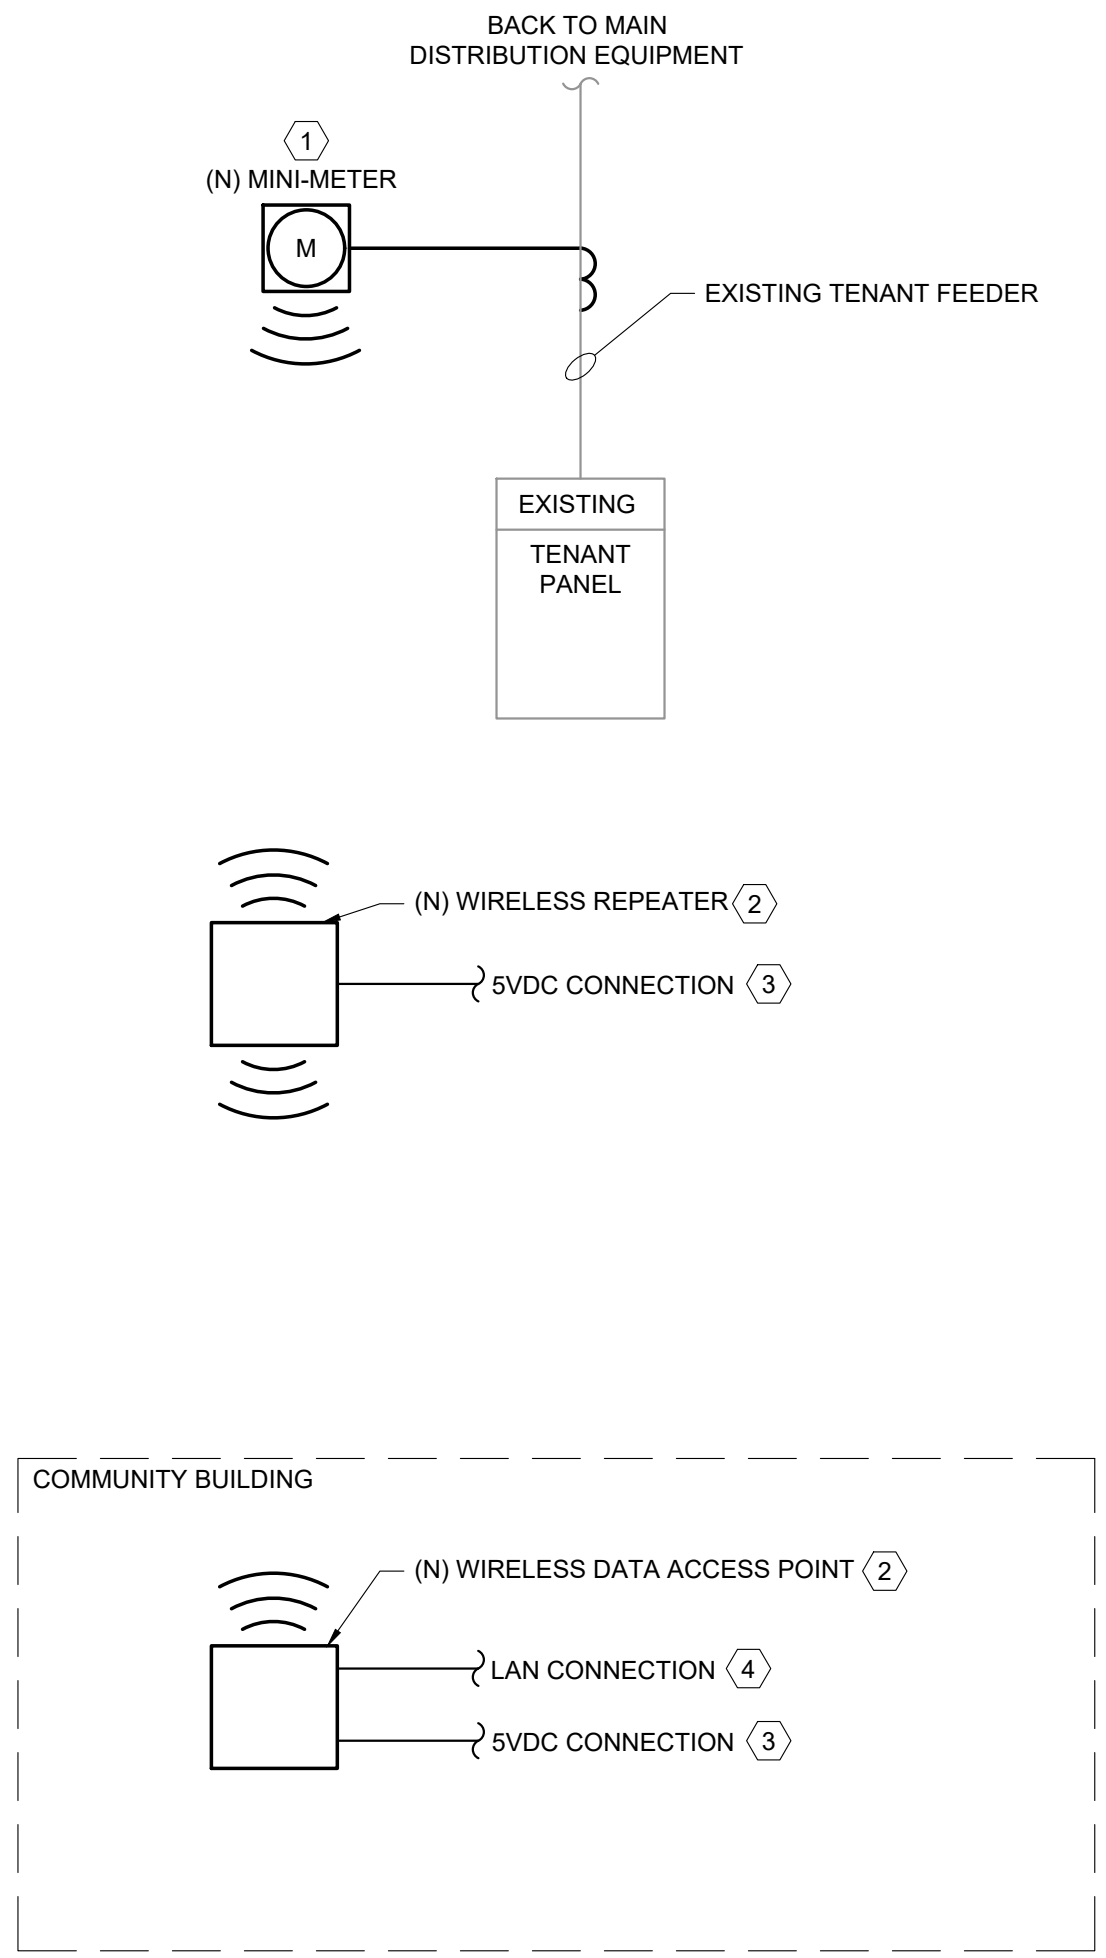 BACK TO MAIN
DISTRIBUTION EQUIPMENT
1
(N) MINI-METER
M
EXISTING TENANT FEEDER
EXISTING
TENANT
PANEL
(N) WIRELESS REPEATER 2
5VDC CONNECTION 3
COMMUNITY BUILDING
(N) WIRELESS DATA ACCESS POINT 2
LAN CONNECTION 4
5VDC CONNECTION 3